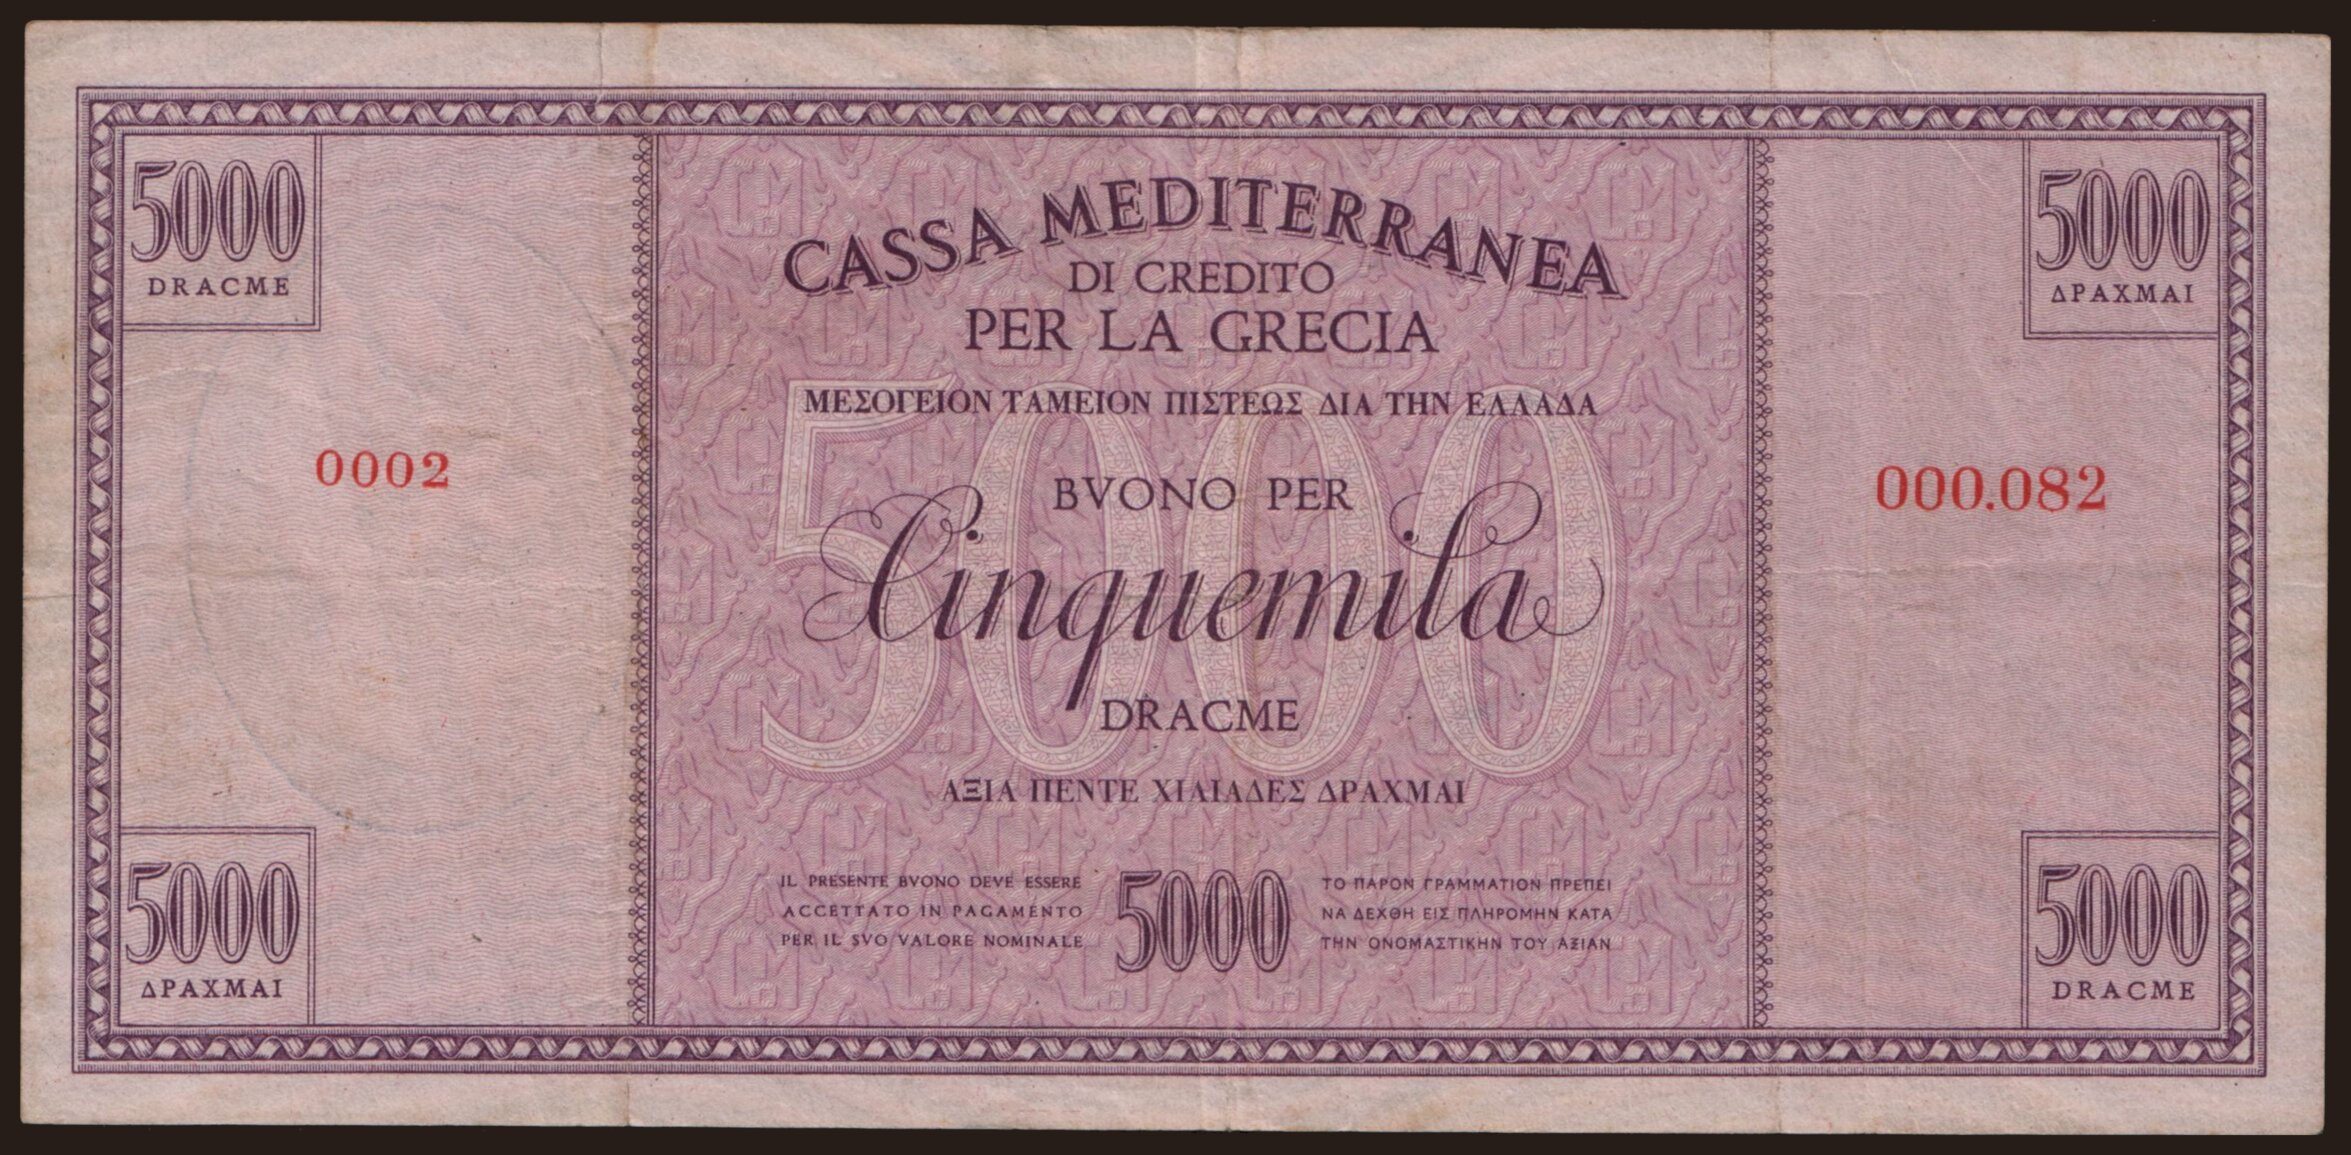 5000
DRACME
5000
ΔΡΑΧΜΑΙ
CASSA MEDITERRANEA
DI CREDITO
PER LA GRECIA
ΜΕΣΟΓΕΙΟΝ ΤΑΜΕΙΟΝ ΠΙΣΤΕΩΣ ΔΙΑ ΤΗΝ ΕΛΛΑΔΑ
5000
0002
000.082
BVONO PER
Cinquemila
DRACME
ΑΞΙΑ ΠΕΝΤΕ ΧΙΛΙΑΔΕΣ ΔΡΑΧΜΑΙ
IL PRESENTE BVONO DEVE ESSERE
ACCETTATO IN PAGAMENTO
PER IL SVO VALORE NOMINALE
5000
ΤΟ ΠΑΡΟΝ ΓΡΑΜΜΑΤΙΟΝ ΠΡΕΠΕΙ
ΝΑ ΔΕΧΘΗ ΕΙΣ ΠΛΗΡΟΜΗΝ ΚΑΤΑ
ΤΗΝ ΟΝΟΜΑΣΤΙΚΗΝ ΤΟΥ ΑΞΙΑΝ
5000
ΔΡΑΧΜΑΙ
5000
DRACME